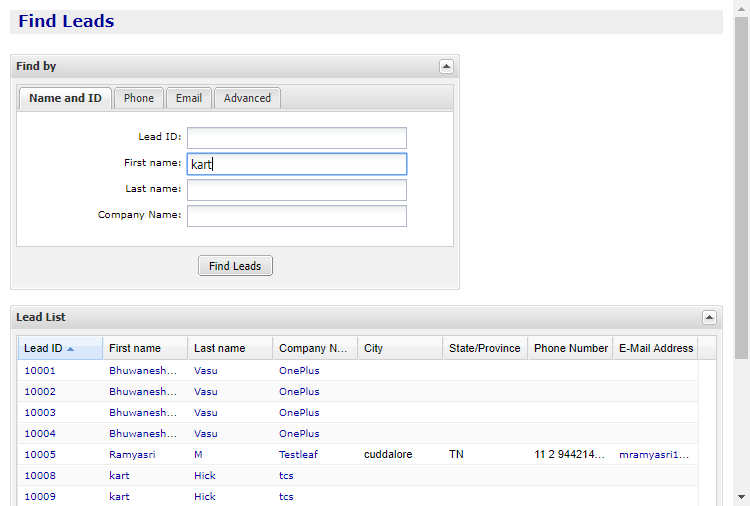 Find Leads
Find by
Name and ID Phone Email Advanced
Lead ID:
First name: kart
Last name:
Company Name:
Find Leads
Lead List
Lead ID First name Last name Company N... City State/Province Phone Number E-Mail Address
10001 Bhuwanesh... Vasu OnePlus
10002 Bhuwanesh... Vasu OnePlus
10003 Bhuwanesh... Vasu OnePlus
10004 Bhuwanesh... Vasu OnePlus
10005 Ramyasri M Testleaf cuddalore TN 11 2 944214... mramyasri1...
10008 kart Hick tcs
10009 kart Hick tcs